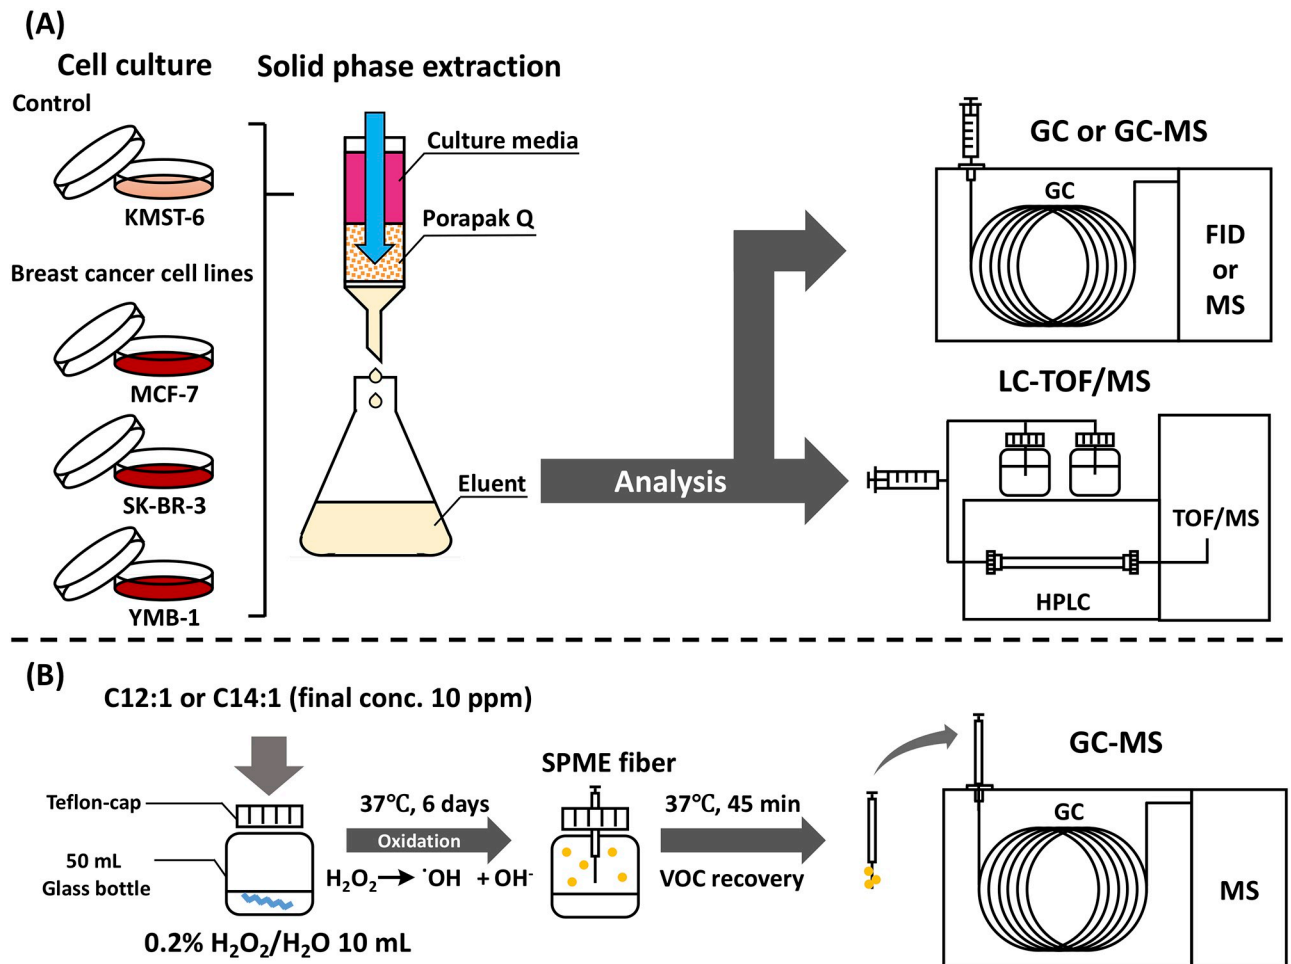 (A)
Cell culture
Solid phase extraction
Control
KMST-6
Breast cancer cell lines
MCF-7
SK-BR-3
YMB-1
Culture media
Porapak Q
Eluent
Analysis
GC or GC-MS
GC
FID
or
MS
LC-TOF/MS
TOF/MS
HPLC
(B)
C12:1 or C14:1 (final conc. 10 ppm)
Teflon-cap
50 mL
Glass bottle
0.2% H₂O₂/H₂O 10 mL
37℃, 6 days
Oxidation
H₂O₂→ ˙OH + OH⁻
SPME fiber
37℃, 45 min
VOC recovery
GC-MS
GC
MS